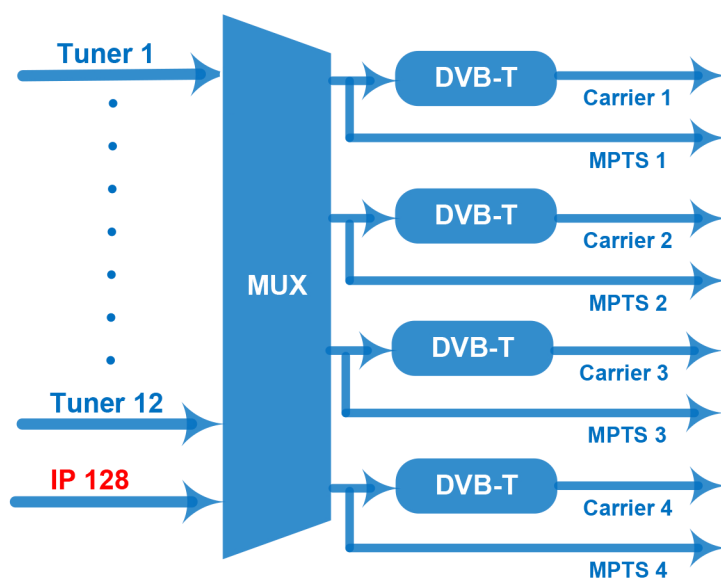 Tuner 1
Tuner 12
IP 128
MUX
DVB-T
Carrier 1
MPTS 1
DVB-T
Carrier 2
MPTS 2
DVB-T
Carrier 3
MPTS 3
DVB-T
Carrier 4
MPTS 4